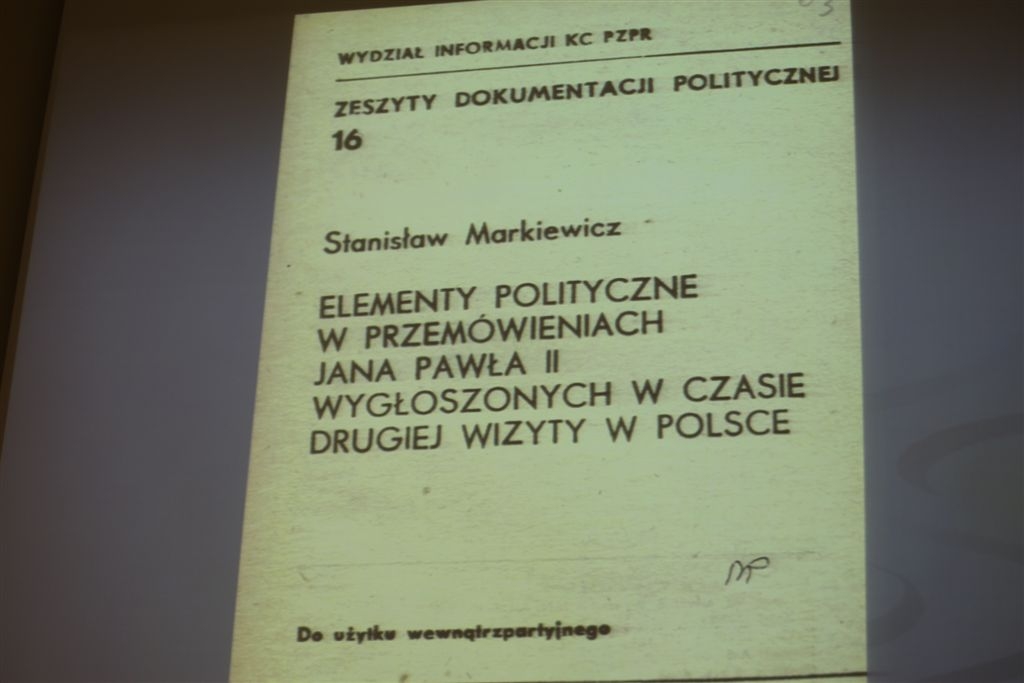 WYDZIAŁ INFORMACJI KC PZPR
ZESZYTY DOKUMENTACJI POLITYCZNEJ
16
Stanisław Markiewicz
ELEMENTY POLITYCZNE
W PRZEMÓWIENIACH
JANA PAWŁA II
WYGŁOSZONYCH W CZASIE
DRUGIEJ WIZYTY W POLSCE
Do użytku wewnątrzpartyjnego